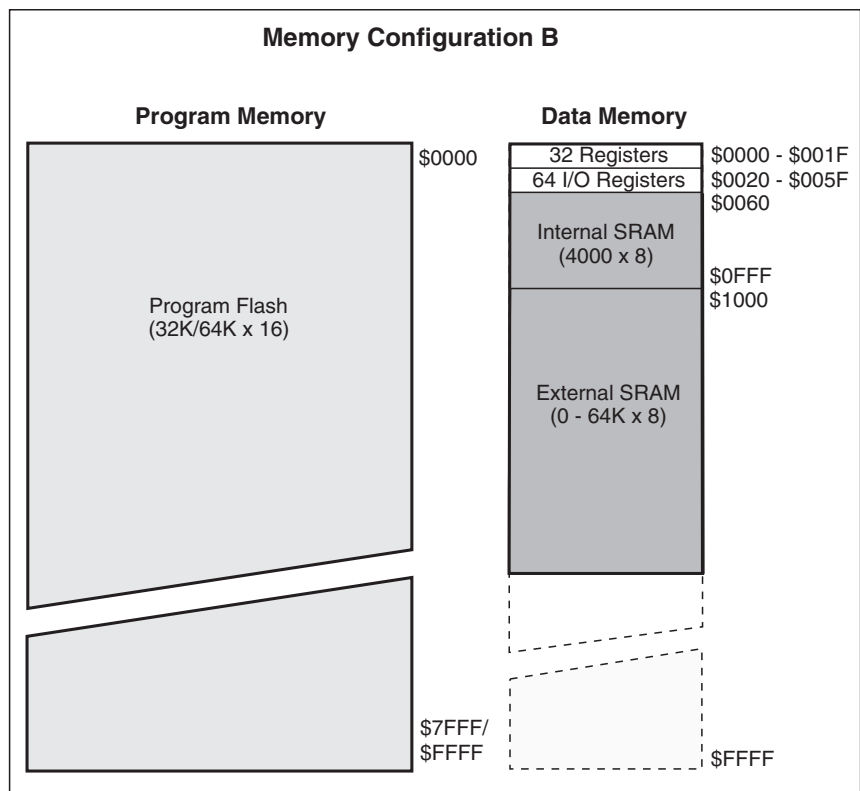 Memory Configuration B
Program Memory
$0000
Program Flash
(32K/64K x 16)
$7FFF/
$FFFF
Data Memory
32 Registers
$0000 - $001F
64 I/O Registers
$0020 - $005F
$0060
Internal SRAM
(4000 x 8)
$0FFF
$1000
External SRAM
(0 - 64K x 8)
$FFFF